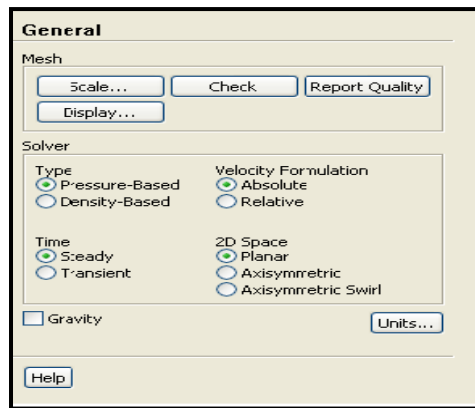 General
Mesh
Scale... Check Report Quality
Display...
Solver
Type Velocity Formulation
Pressure-Based Absolute
Density-Based Relative
Time 2D Space
Steady Planar
Transient Axisymmetric
Axisymmetric Swirl
Gravity Units...
Help